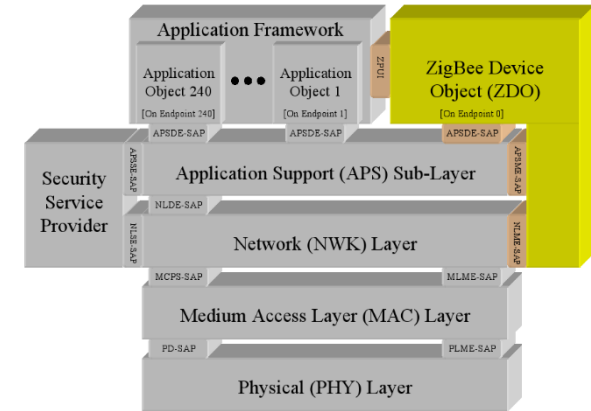 Application Framework
Application
Object 240
Application
Object 1
[On Endpoint 240]
[On Endpoint 1]
ZPUI
ZigBee Device
Object (ZDO)
[On Endpoint 0]
APSDE-SAP
APSDE-SAP
APSDE-SAP
Security
Service
Provider
APSSE-SAP
Application Support (APS) Sub-Layer
APSME-SAP
NLDE-SAP
NLSE-SAP
Network (NWK) Layer
NLME-SAP
MCPS-SAP
MLME-SAP
Medium Access Layer (MAC) Layer
PD-SAP
PLME-SAP
Physical (PHY) Layer